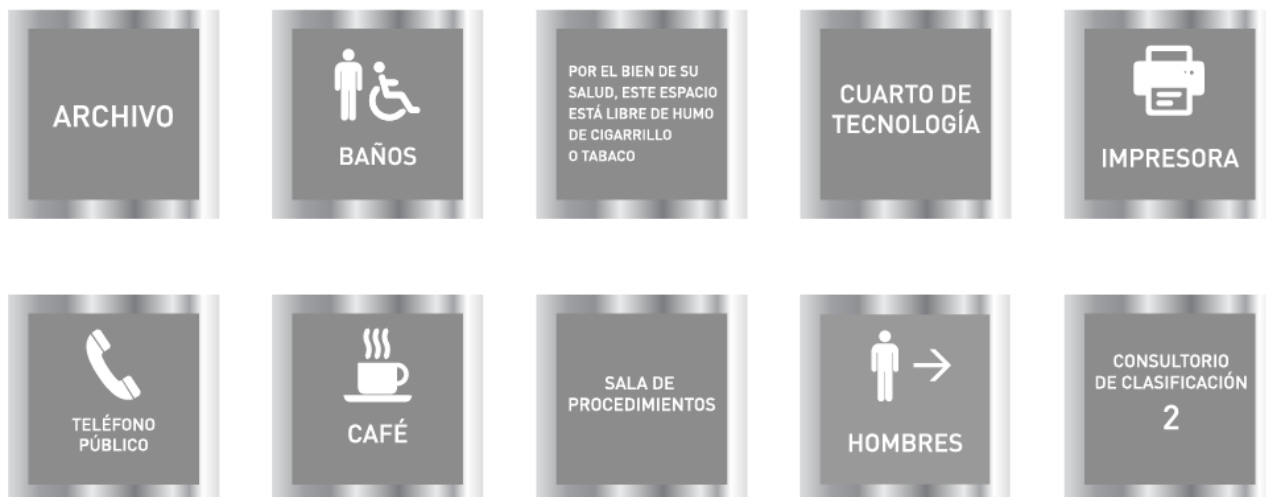 ARCHIVO
BAÑOS
POR EL BIEN DE SU
SALUD, ESTE ESPACIO
ESTÁ LIBRE DE HUMO
DE CIGARRILLO
O TABACO
CUARTO DE
TECNOLOGÍA
IMPRESORA
TELÉFONO
PÚBLICO
CAFÉ
SALA DE
PROCEDIMIENTOS
HOMBRES
CONSULTORIO
DE CLASIFICACIÓN
2